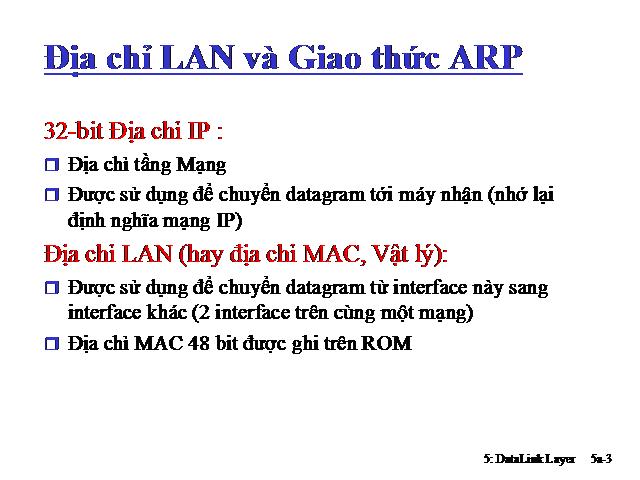 Địa chỉ LAN và Giao thức ARP
32-bit Địa chỉ IP :
Địa chỉ tầng Mạng
Được sử dụng để chuyển datagram tới máy nhận (nhớ lại
định nghĩa mạng IP)
Địa chỉ LAN (hay địa chỉ MAC, Vật lý):
Được sử dụng để chuyển datagram từ interface này sang
interface khác (2 interface trên cùng một mạng)
Địa chỉ MAC 48 bit được ghi trên ROM
5: DataLink Layer 5a-3